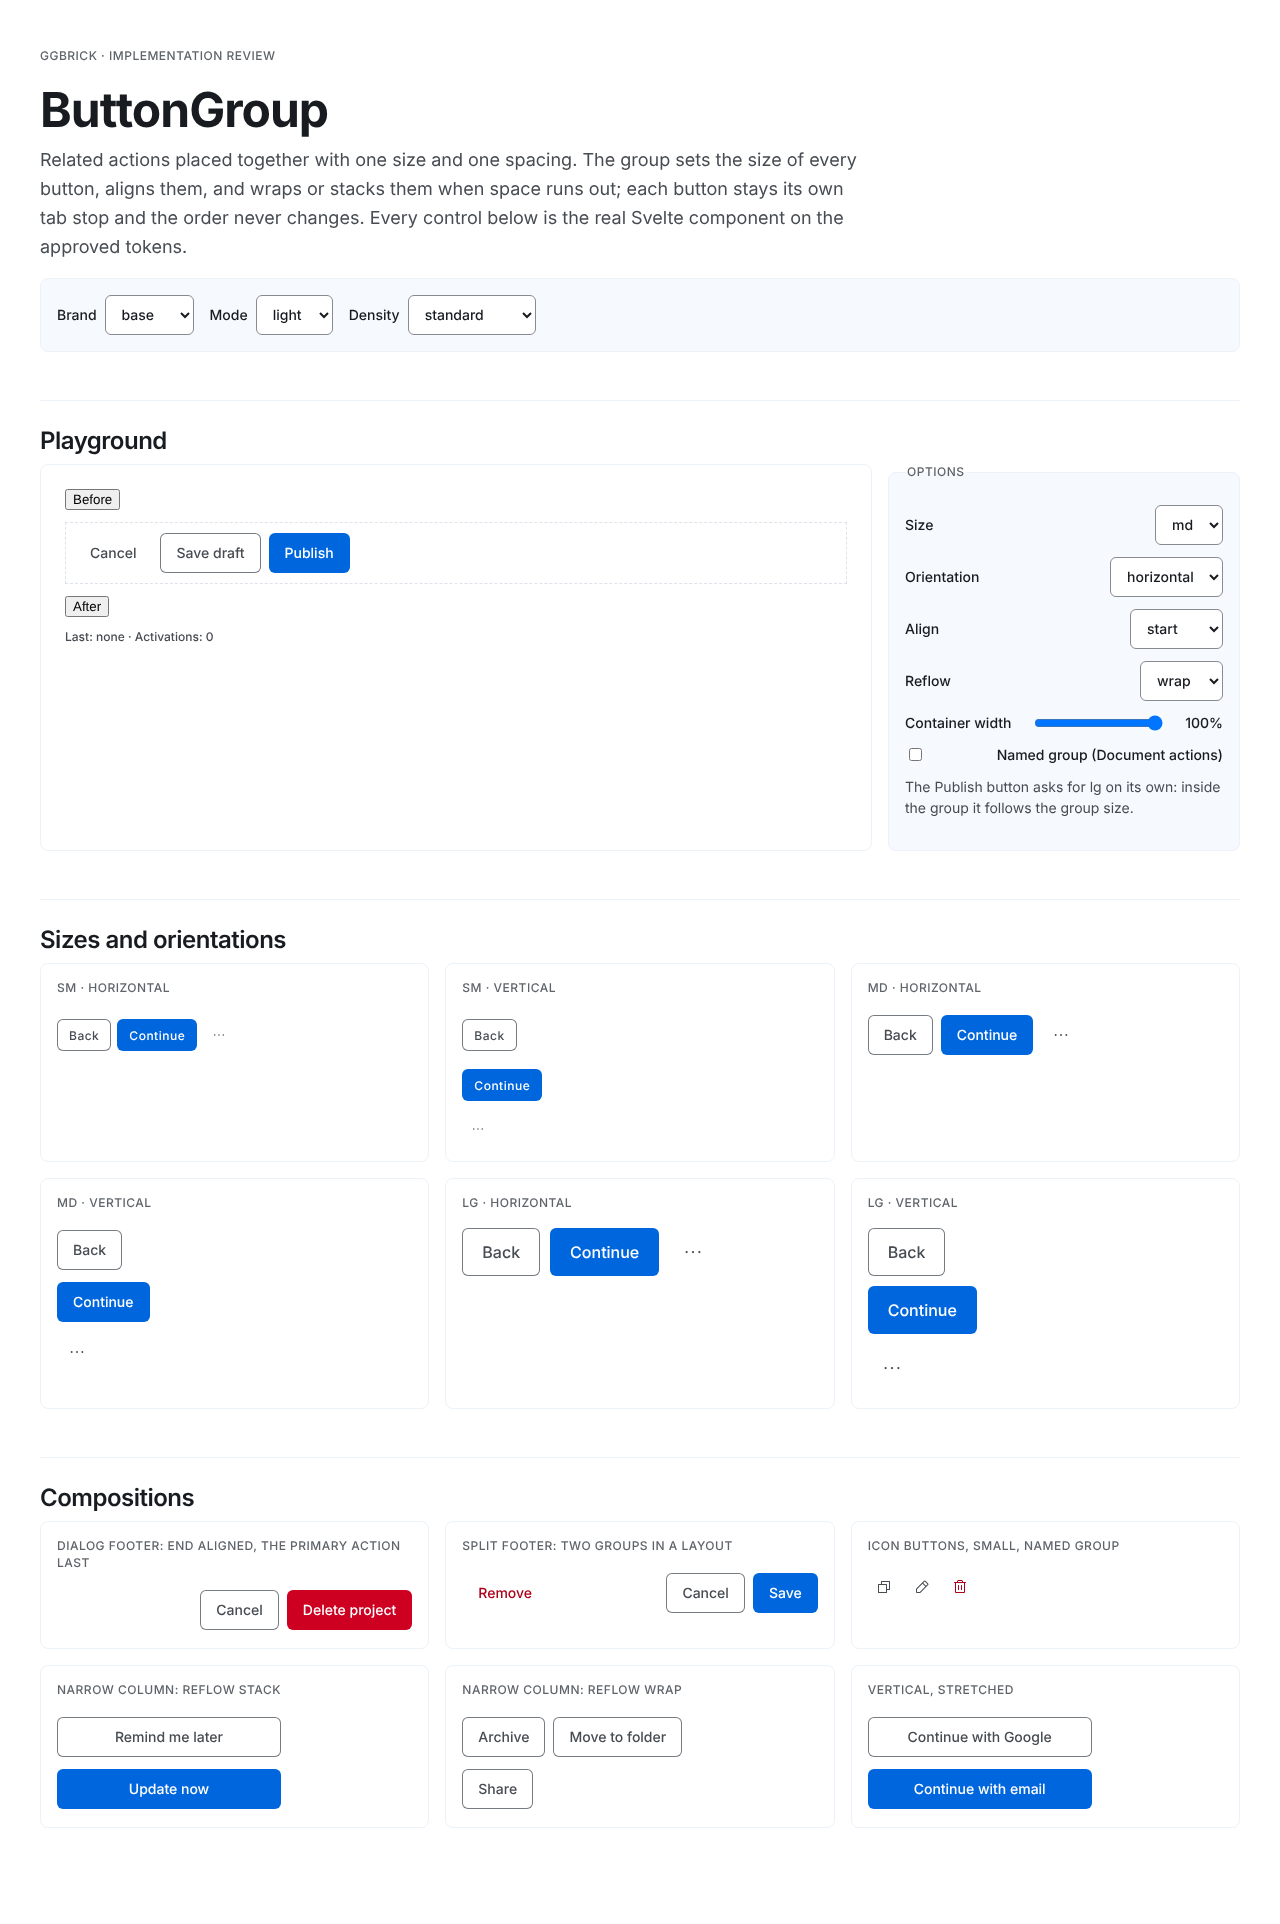 GGBRICK · IMPLEMENTATION REVIEW
ButtonGroup
Related actions placed together with one size and one spacing. The group sets the size of every
button, aligns them, and wraps or stacks them when space runs out; each button stays its own
tab stop and the order never changes. Every control below is the real Svelte component on the
approved tokens.
Brand base Mode light Density standard
Playground
Before
Cancel Save draft Publish
After
Last: none · Activations: 0
OPTIONS
Size md
Orientation horizontal
Align start
Reflow wrap
Container width 100%
Named group (Document actions)
The Publish button asks for lg on its own: inside
the group it follows the group size.
Sizes and orientations
SM · HORIZONTAL
Back Continue ...
SM · VERTICAL
Back
Continue
...
MD · HORIZONTAL
Back Continue ...
MD · VERTICAL
Back
Continue
...
LG · HORIZONTAL
Back Continue ...
LG · VERTICAL
Back
Continue
...
Compositions
DIALOG FOOTER: END ALIGNED, THE PRIMARY ACTION
LAST
Cancel Delete project
SPLIT FOOTER: TWO GROUPS IN A LAYOUT
Remove Cancel Save
ICON BUTTONS, SMALL, NAMED GROUP
NARROW COLUMN: REFLOW STACK
Remind me later
Update now
NARROW COLUMN: REFLOW WRAP
Archive Move to folder
Share
VERTICAL, STRETCHED
Continue with Google
Continue with email